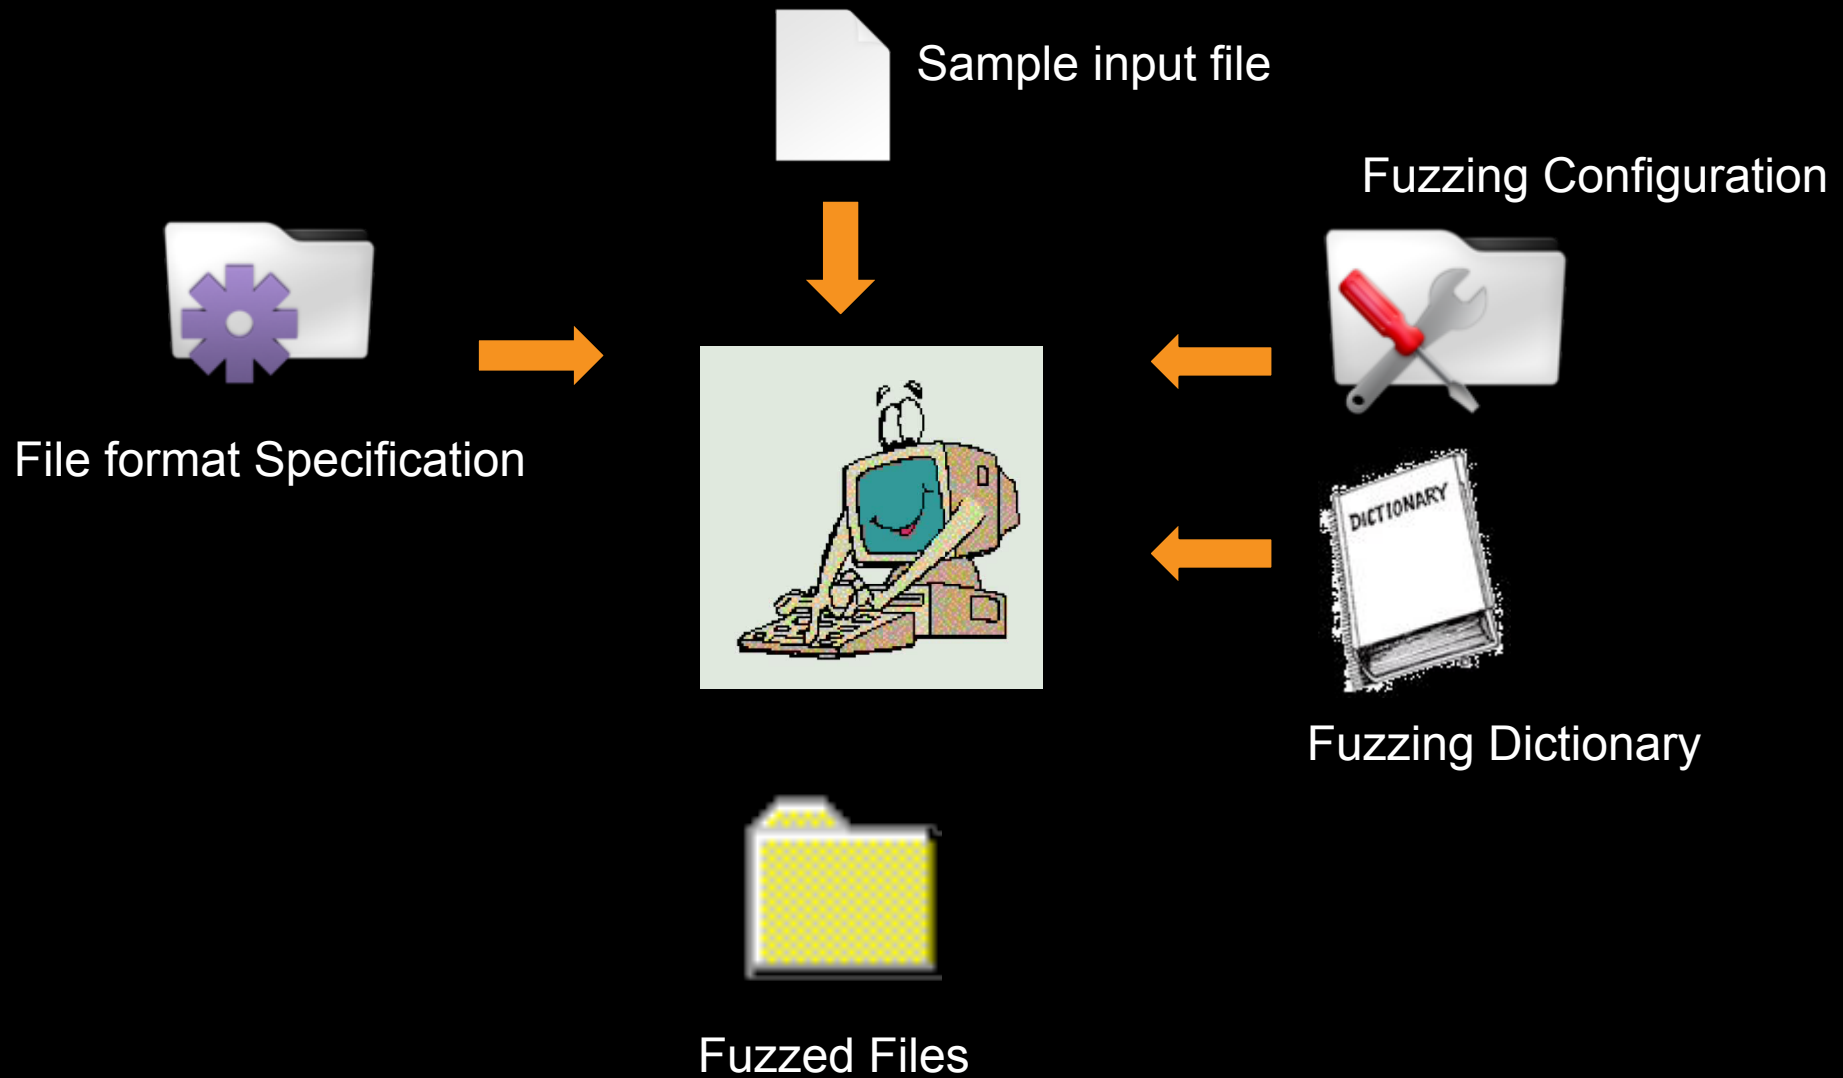 Sample input file
Fuzzing Configuration
File format Specification
DICTIONARY
Fuzzing Dictionary
Fuzzed Files